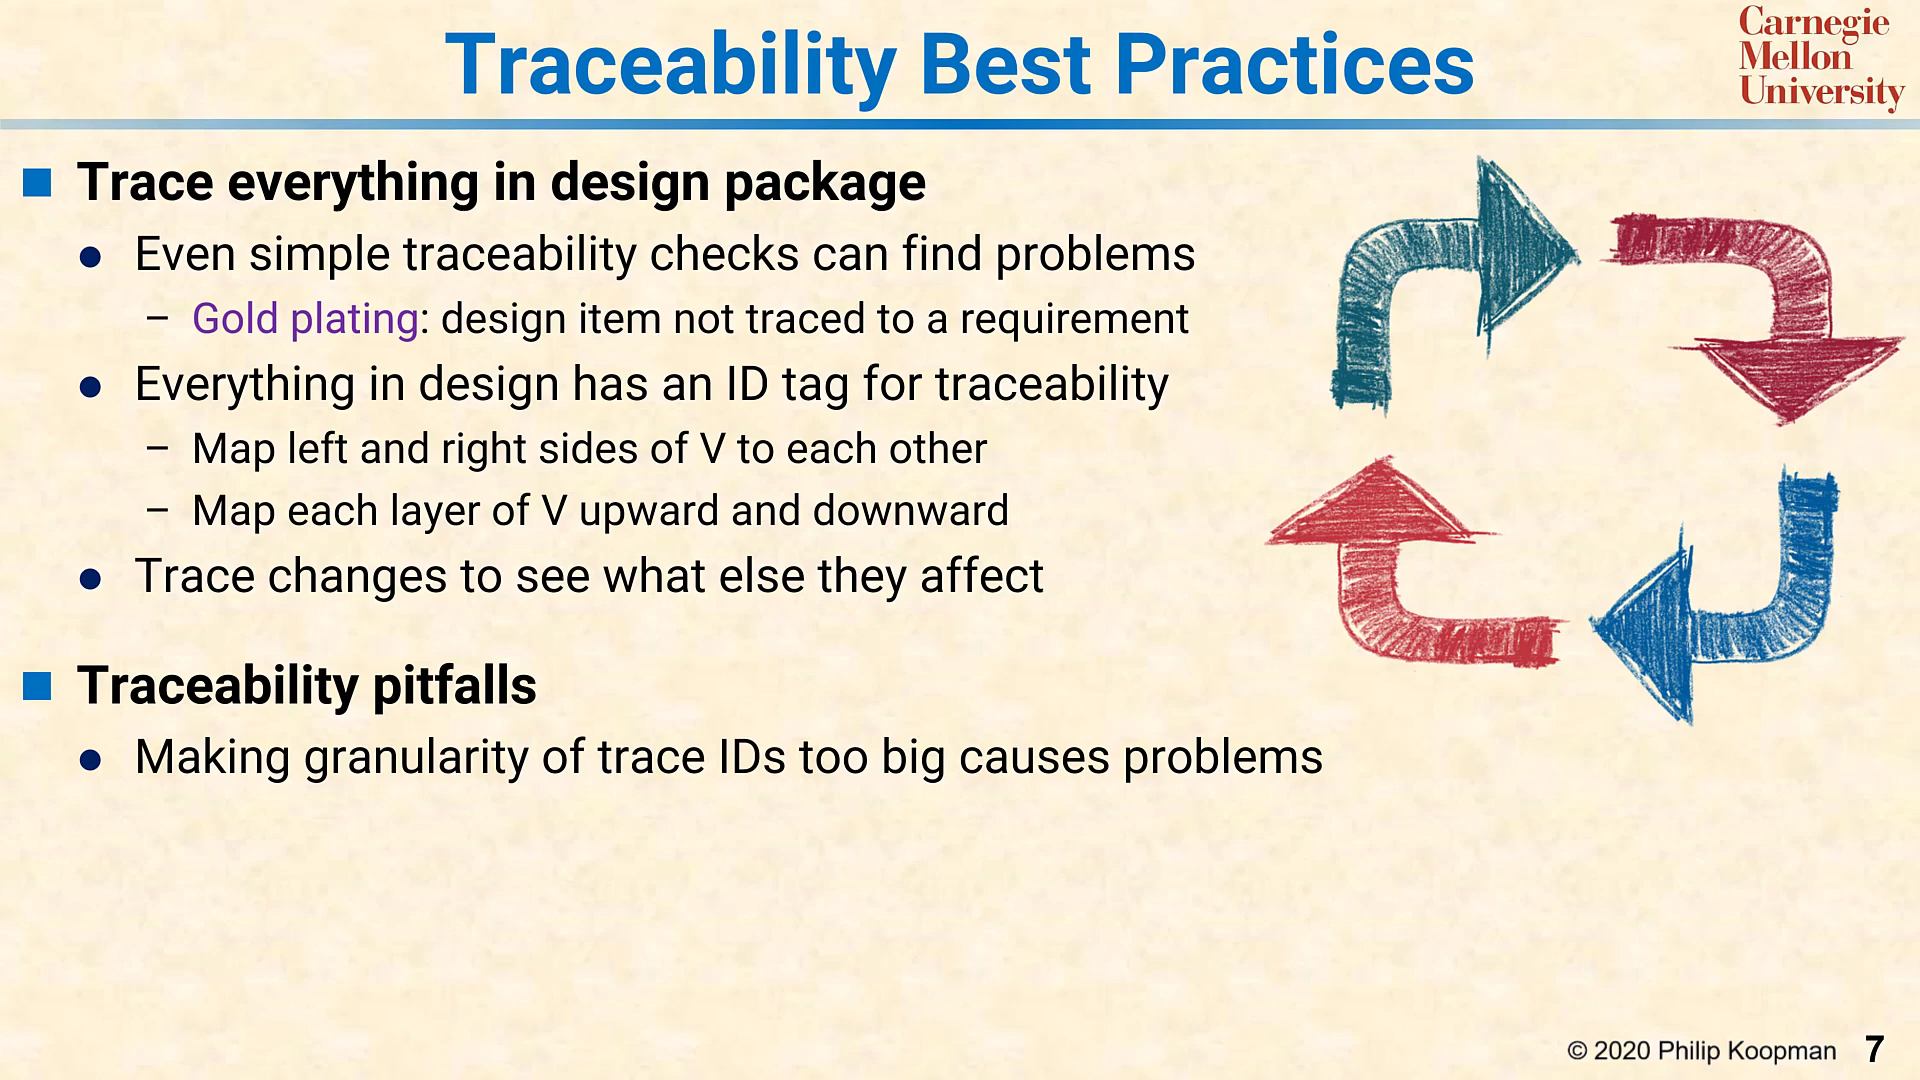 Traceability Best Practices
Carnegie
Mellon
University
Trace everything in design package
Even simple traceability checks can find problems
– Gold plating: design item not traced to a requirement
Everything in design has an ID tag for traceability
– Map left and right sides of V to each other
– Map each layer of V upward and downward
Trace changes to see what else they affect
Traceability pitfalls
Making granularity of trace IDs too big causes problems
© 2020 Philip Koopman 7